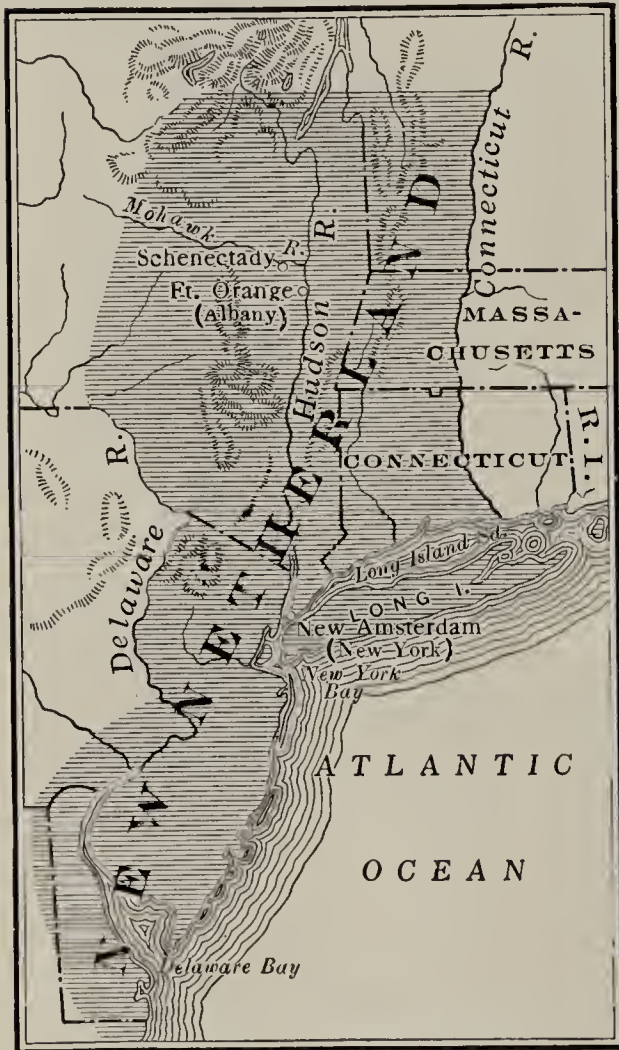 Connecticut R.
Mohawk R.
Schenectady
Ft. Orange
(Albany)
Hudson R.
MASSA-
CHUSETTS
CONNECTICUT
R. I.
Delaware R.
NEW NETHERLAND
Long Island Sd.
LONG I.
New Amsterdam
(New York)
New York
Bay
ATLANTIC
OCEAN
Delaware Bay